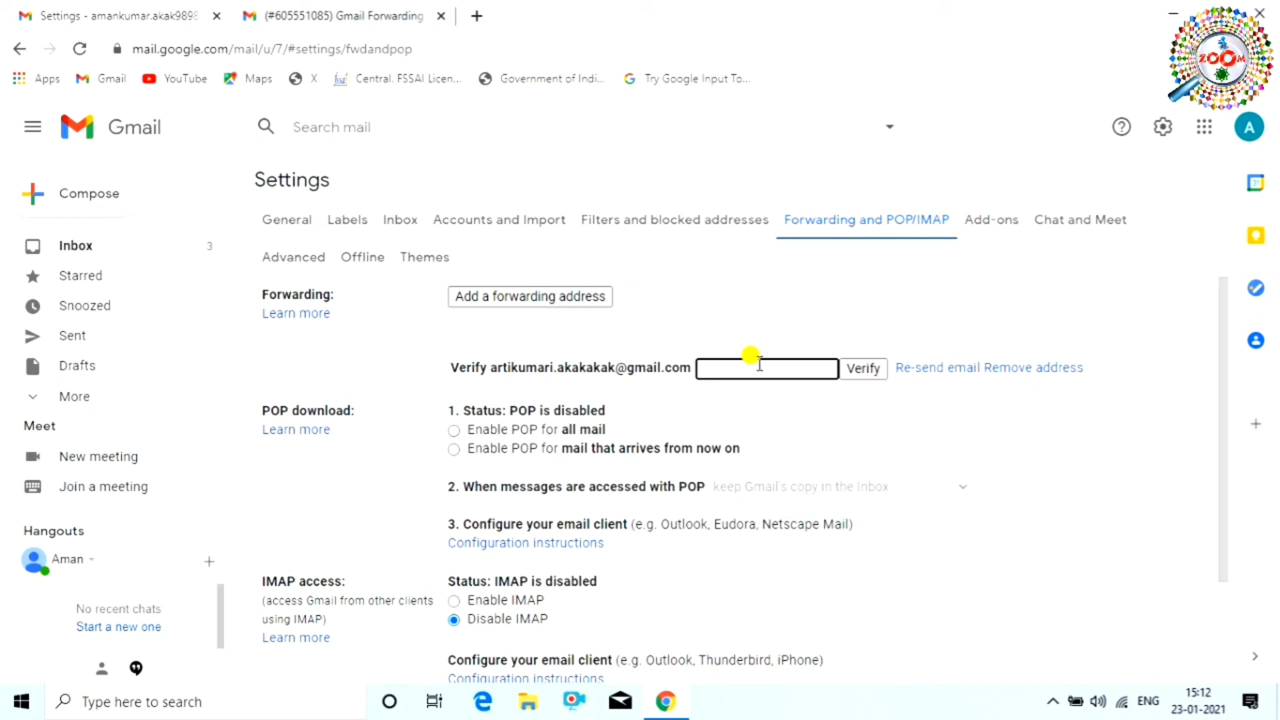 Settings - amankumar.akak9898
(#605551085) Gmail Forwarding
mail.google.com/mail/u/7/#settings/fwdandpop
Apps Gmail YouTube Maps X Central. FSSAI Licen... Government of Indi... Try Google Input To...
ZOOM
Gmail
Search mail
A
Compose
Inbox 3
Starred
Snoozed
Sent
Drafts
More
Meet
New meeting
Join a meeting
Hangouts
Aman
No recent chats
Start a new one
Settings
General Labels Inbox Accounts and Import Filters and blocked addresses Forwarding and POP/IMAP Add-ons Chat and Meet
Advanced Offline Themes
Forwarding:
Learn more
Add a forwarding address
Verify artikumari.akakakak@gmail.com Verify Re-send email Remove address
POP download:
Learn more
1. Status: POP is disabled
Enable POP for all mail
Enable POP for mail that arrives from now on
2. When messages are accessed with POP keep Gmail's copy in the Inbox
3. Configure your email client (e.g. Outlook, Eudora, Netscape Mail)
Configuration instructions
IMAP access:
(access Gmail from other clients
using IMAP)
Learn more
Status: IMAP is disabled
Enable IMAP
Disable IMAP
Configure your email client (e.g. Outlook, Thunderbird, iPhone)
Configuration instructions
Type here to search
ENG
15:12
23-01-2021